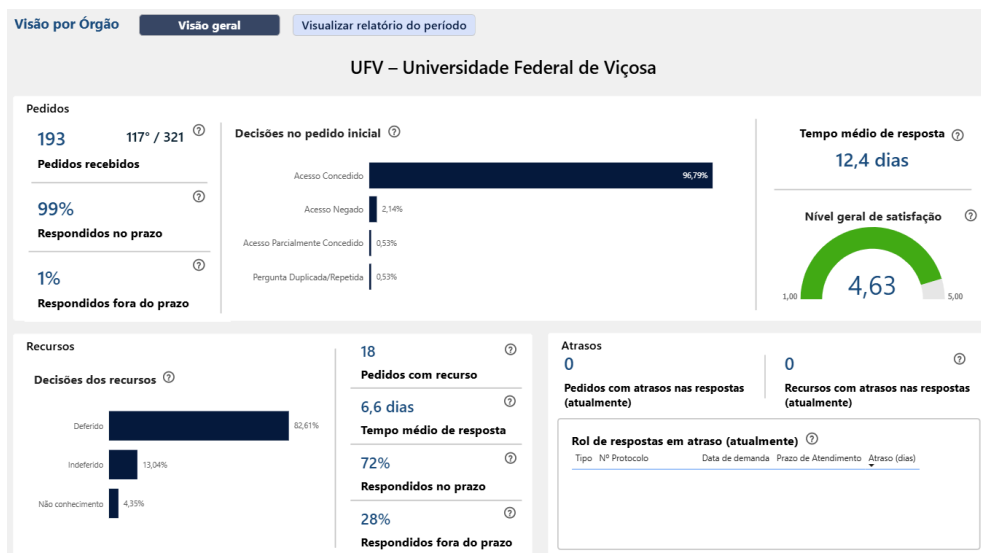 Visão por Órgão
Visão geral
Visualizar relatório do período
UFV – Universidade Federal de Viçosa
Pedidos
193
117° / 321 ?
Pedidos recebidos
?
99%
Respondidos no prazo
?
1%
Respondidos fora do prazo
Decisões no pedido inicial ?
Acesso Concedido 96,79%
Acesso Negado 2,14%
Acesso Parcialmente Concedido 0,53%
Pergunta Duplicada/Repetida 0,53%
Tempo médio de resposta ?
12,4 dias
Nível geral de satisfação ?
4,63
1,00
5,00
Recursos
Decisões dos recursos ?
Deferido 82,61%
Indeferido 13,04%
Não conhecimento 4,35%
18 ?
Pedidos com recurso
6,6 dias ?
Tempo médio de resposta
72% ?
Respondidos no prazo
28% ?
Respondidos fora do prazo
Atrasos
0
Pedidos com atrasos nas respostas
(atualmente)
0 ?
Recursos com atrasos nas respostas
(atualmente)
Rol de respostas em atraso (atualmente) ?
Tipo Nº Protocolo Data de demanda Prazo de Atendimento Atraso (dias)